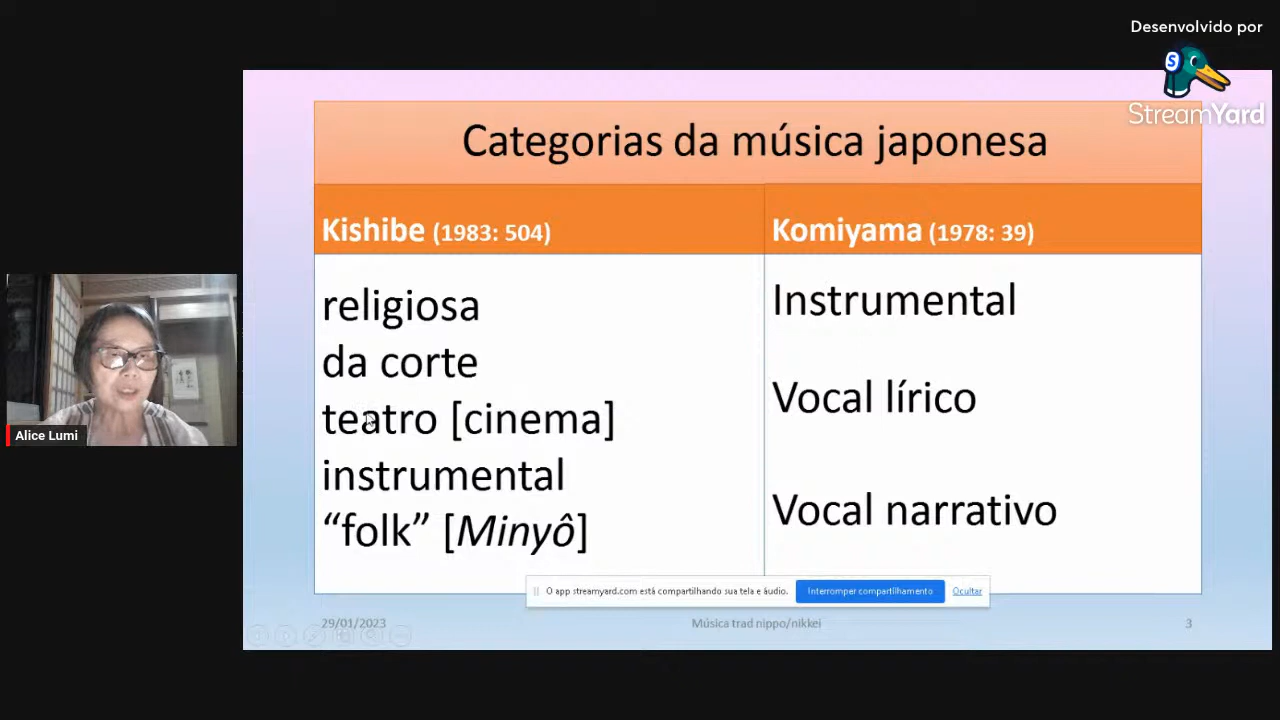 Desenvolvido por
StreamYard
Categorias da música japonesa
Kishibe (1983: 504)
Komiyama (1978: 39)
religiosa
da corte
teatro [cinema]
instrumental
“folk” [Minyô]
Instrumental
Vocal lírico
Vocal narrativo
Alice Lumi
O app streamyard.com está compartilhando sua tela e áudio.
Interromper compartilhamento
Ocultar
29/01/2023
Música trad nippo/nikkei
3